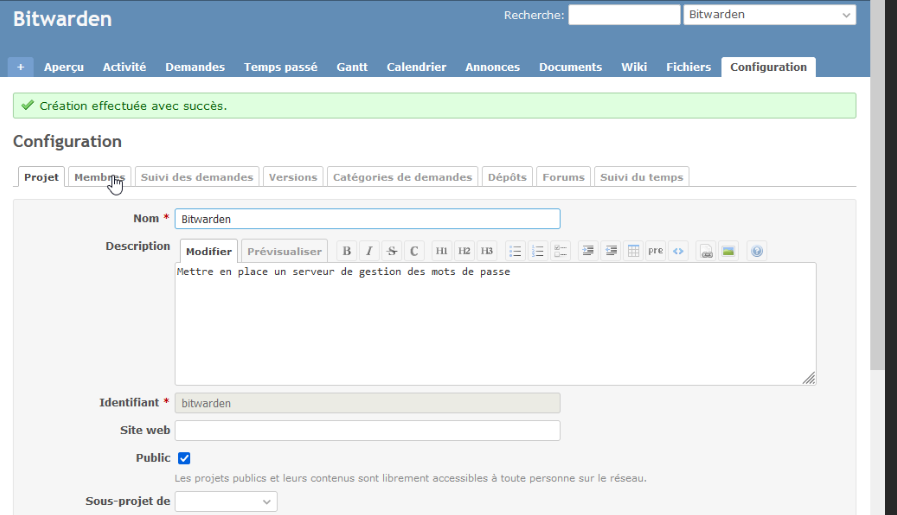 Bitwarden
Recherche: Bitwarden
+ Aperçu Activité Demandes Temps passé Gantt Calendrier Annonces Documents Wiki Fichiers Configuration
Création effectuée avec succès.
Configuration
Projet Membres Suivi des demandes Versions Catégories de demandes Dépôts Forums Suivi du temps
Nom * Bitwarden
Description Modifier Prévisualiser B I S C H1 H2 H3 pre <>
Mettre en place un serveur de gestion des mots de passe
Identifiant * bitwarden
Site web
Public
Les projets publics et leurs contenus sont librement accessibles à toute personne sur le réseau.
Sous-projet de